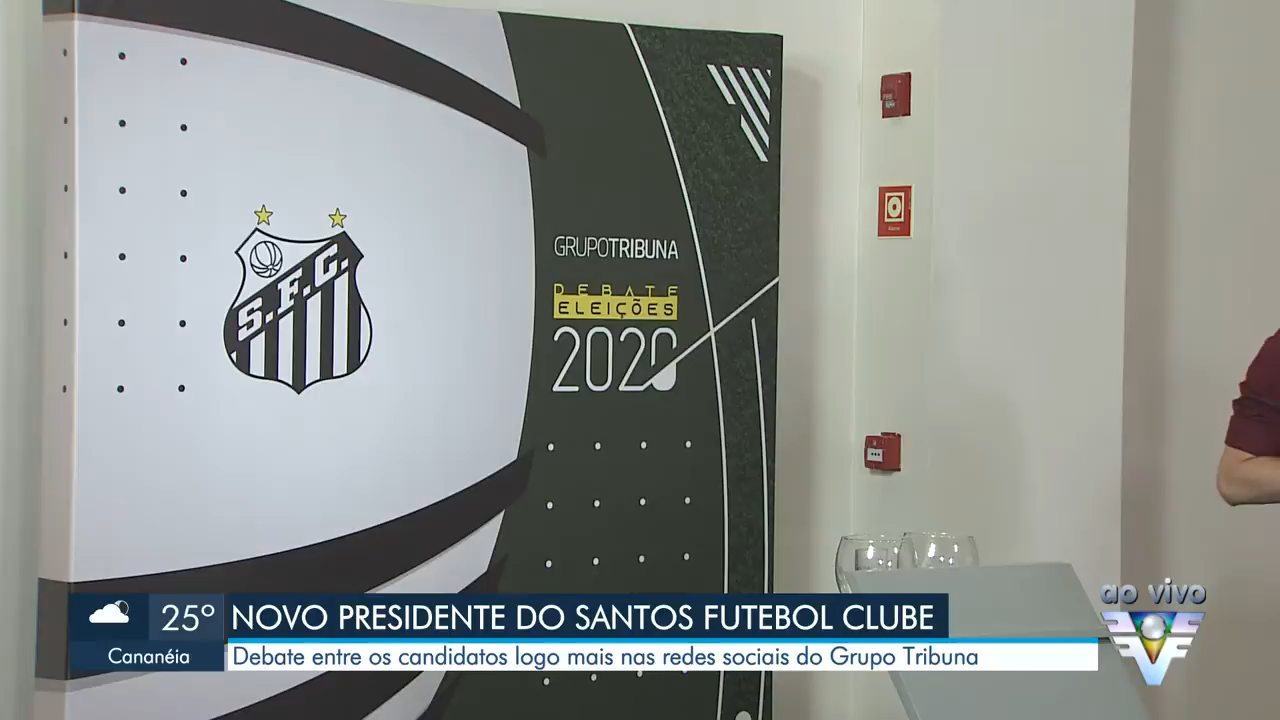 S.F.C.
GRUPOTRIBUNA
DEBATE
ELEIÇÕES
2020
ao vivo
25°
NOVO PRESIDENTE DO SANTOS FUTEBOL CLUBE
Cananéia
Debate entre os candidatos logo mais nas redes sociais do Grupo Tribuna